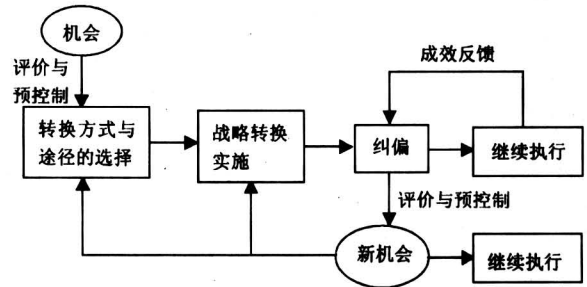 机会
评价与
预控制
成效反馈
转换方式与
途径的选择
战略转换
实施
纠偏
继续执行
评价与预控制
新机会
继续执行